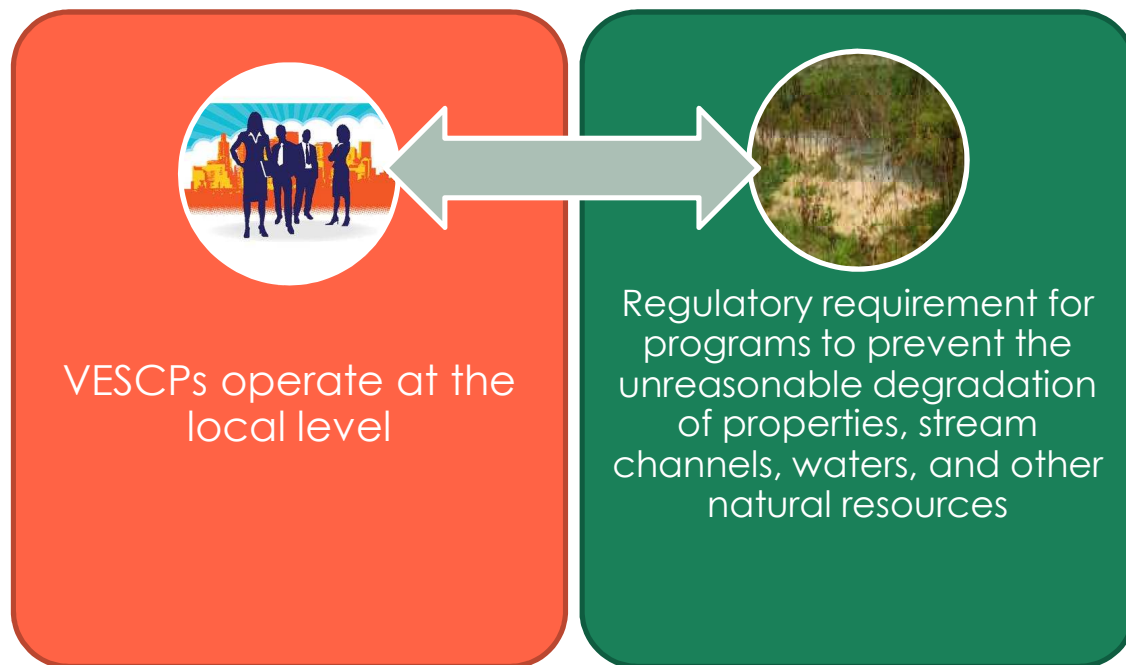 VESCPs operate at the
local level
Regulatory requirement for
programs to prevent the
unreasonable degradation
of properties, stream
channels, waters, and other
natural resources